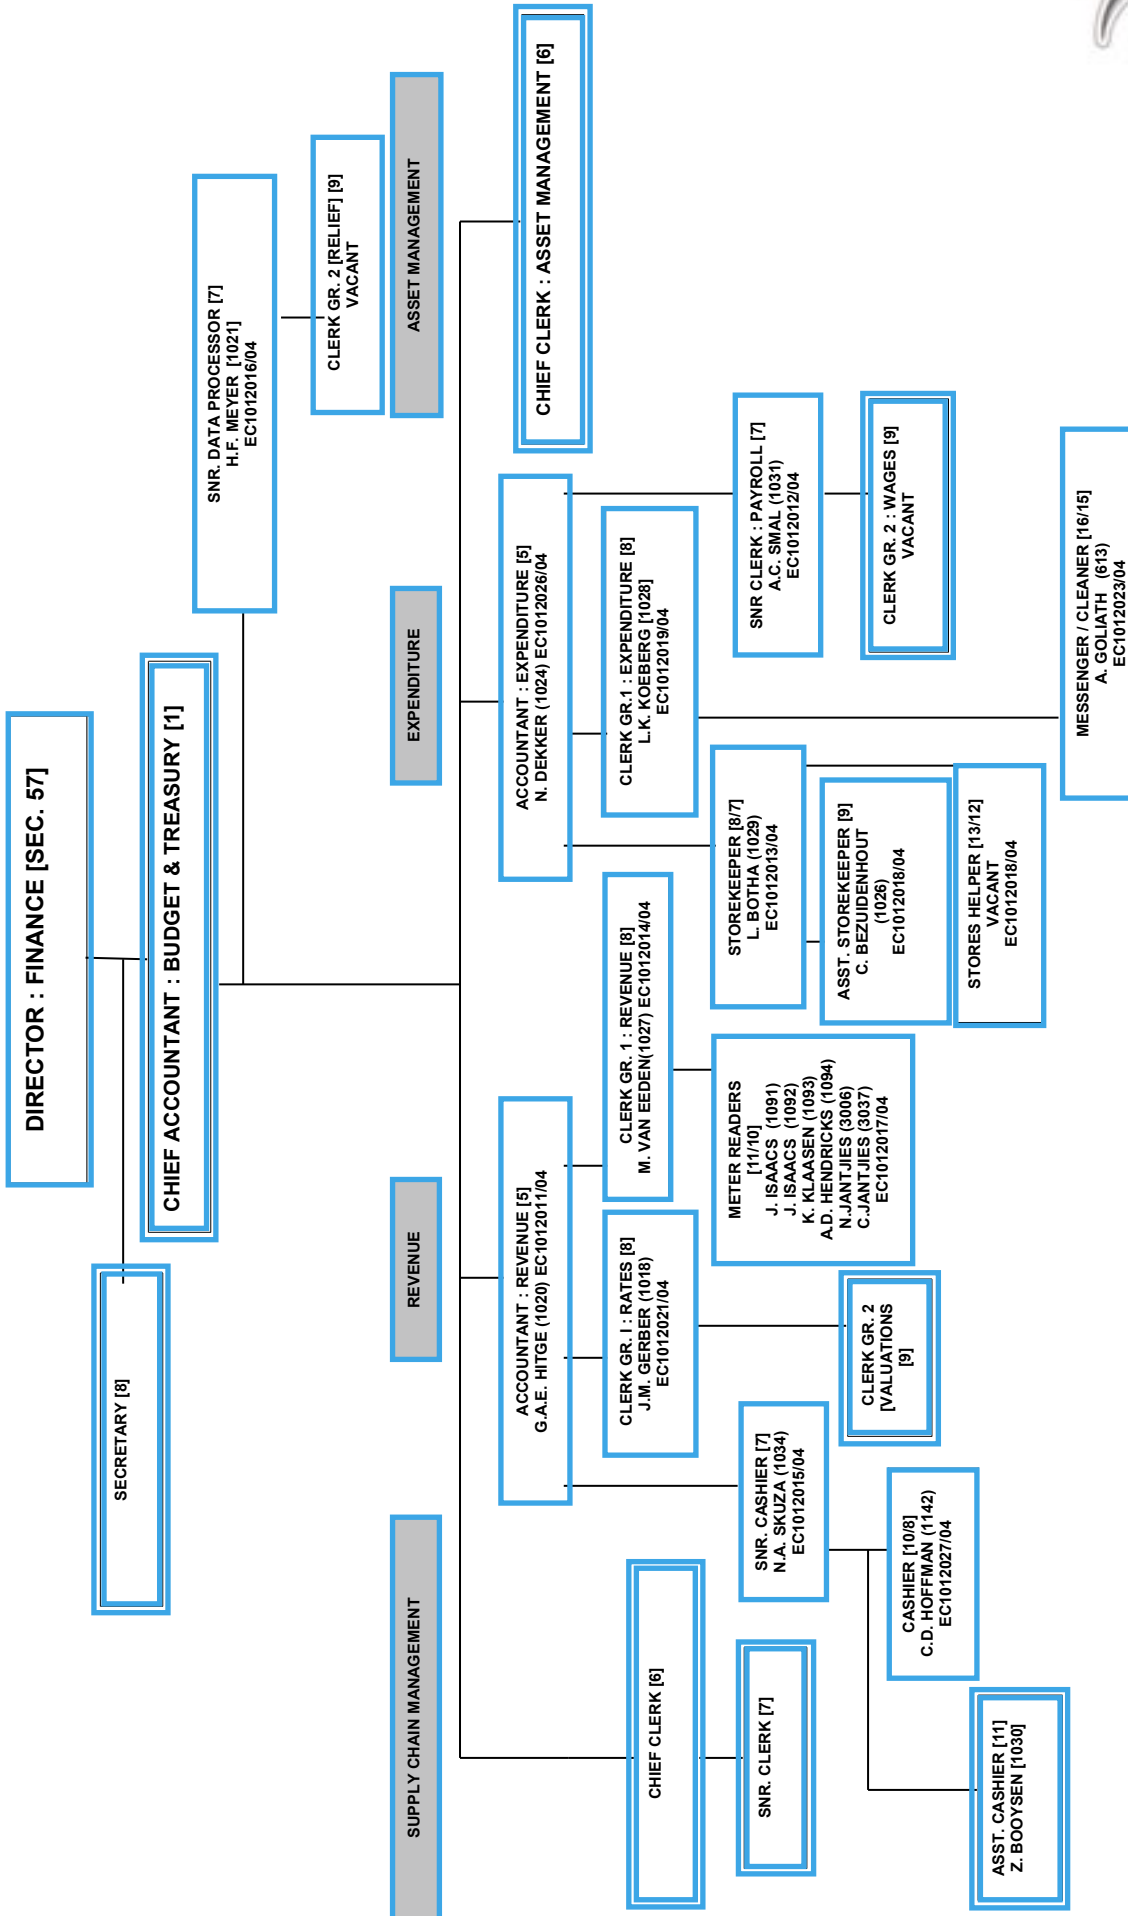 DIRECTOR : FINANCE [SEC. 57]
SECRETARY [8]
CHIEF ACCOUNTANT : BUDGET & TREASURY [1]
SNR. DATA PROCESSOR [7]
H.F. MEYER [1021]
EC1012016/04
CLERK GR. 2 [RELIEF] [9]
VACANT
SUPPLY CHAIN MANAGEMENT
REVENUE
EXPENDITURE
ASSET MANAGEMENT
CHIEF CLERK [6]
SNR. CLERK [7]
ACCOUNTANT : REVENUE [5]
G.A.E. HITGE (1020) EC1012011/04
SNR. CASHIER [7]
N.A. SKUZA (1034)
EC1012015/04
CASHIER [10/8]
C.D. HOFFMAN (1142)
EC1012027/04
ASST. CASHIER [11]
Z. BOOYSEN [1030]
CLERK GR. I : RATES [8]
J.M. GERBER (1018)
EC1012021/04
CLERK GR. 2
[VALUATIONS
[9]
CLERK GR. 1 : REVENUE [8]
M. VAN EEDEN(1027) EC1012014/04
METER READERS
[11/10]
J. ISAACS (1091)
J. ISAACS (1092)
K. KLAASEN (1093)
A.D. HENDRICKS (1094)
N.JANTJIES (3006)
C.JANTJIES (3037)
EC1012017/04
ACCOUNTANT : EXPENDITURE [5]
N. DEKKER (1024) EC1012026/04
CLERK GR.1 : EXPENDITURE [8]
L.K. KOEBERG [1028]
EC1012019/04
STOREKEEPER [8/7]
L. BOTHA (1029)
EC1012013/04
ASST. STOREKEEPER [9]
C. BEZUIDENHOUT
(1026)
EC1012018/04
STORES HELPER [13/12]
VACANT
EC1012018/04
SNR CLERK : PAYROLL [7]
A.C. SMAL (1031)
EC1012012/04
CLERK GR. 2 : WAGES [9]
VACANT
MESSENGER / CLEANER [16/15]
A. GOLIATH (613)
EC1012023/04
CHIEF CLERK : ASSET MANAGEMENT [6]